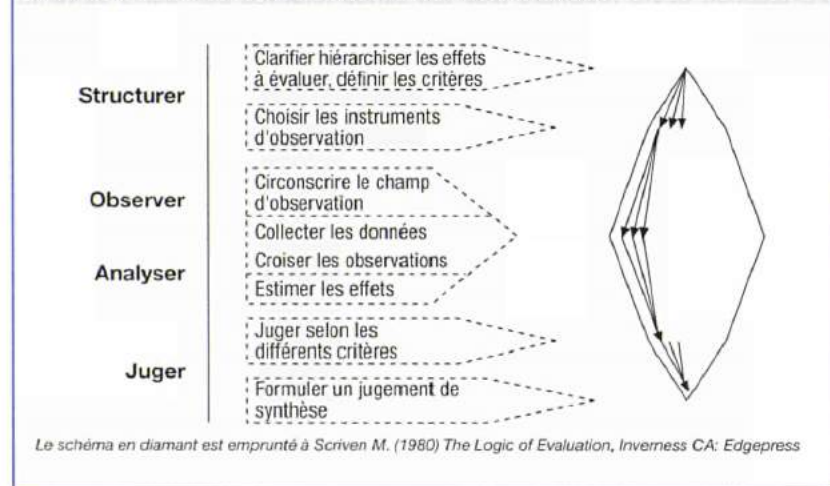 Structurer
Clarifier hiérarchiser les effets
à évaluer, définir les critères
Choisir les instruments
d'observation
Observer
Circonscrire le champ
d'observation
Collecter les données
Analyser
Croiser les observations
Estimer les effets
Juger
Juger selon les
différents critères
Formuler un jugement de
synthèse
Le schéma en diamant est emprunté à Scriven M. (1980) The Logic of Evaluation, Inverness CA: Edgepress